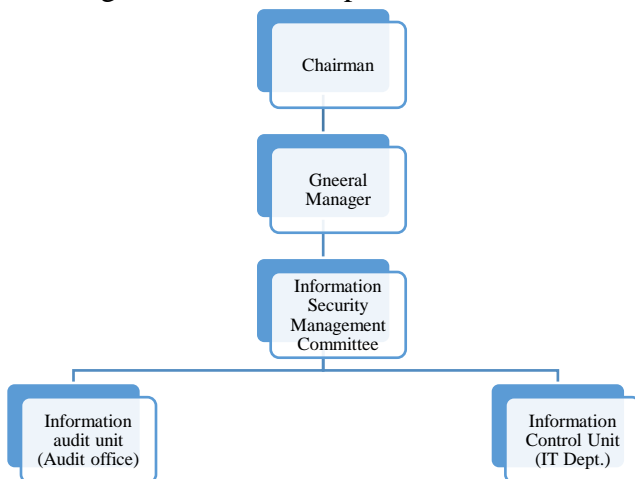 Chairman
Gneeral
Manager
Information
Security
Management
Committee
Information
audit unit
(Audit office)
Information
Control Unit
(IT Dept.)